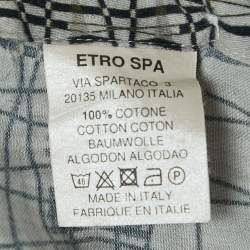 ETRO SPA
VIA SPARTACO 3
20135 MILANO ITALIA
100% COTONE
COTTON COTON
BAUMWOLLE
ALGODON ALGODAO
40 A
MADE IN ITALY
FABRIQUE EN ITALIE